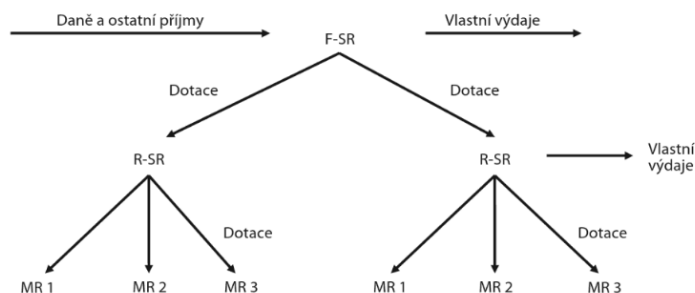 Daně a ostatní příjmy
Vlastní výdaje
F-SR
Dotace
Dotace
R-SR
R-SR
Vlastní
výdaje
Dotace
Dotace
MR 1
MR 2
MR 3
MR 1
MR 2
MR 3